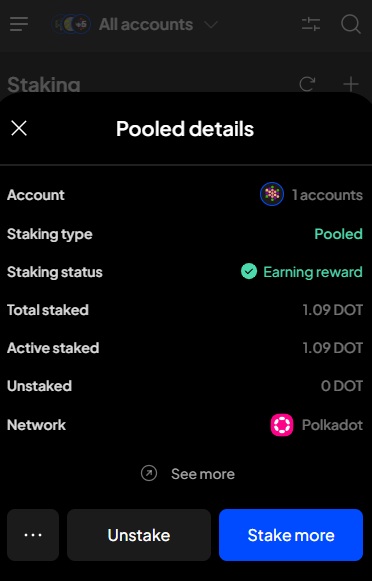 +5 All accounts
Staking
Pooled details
Account 1 accounts
Staking type Pooled
Staking status Earning reward
Total staked 1.09 DOT
Active staked 1.09 DOT
Unstaked 0 DOT
Network Polkadot
See more
... Unstake Stake more